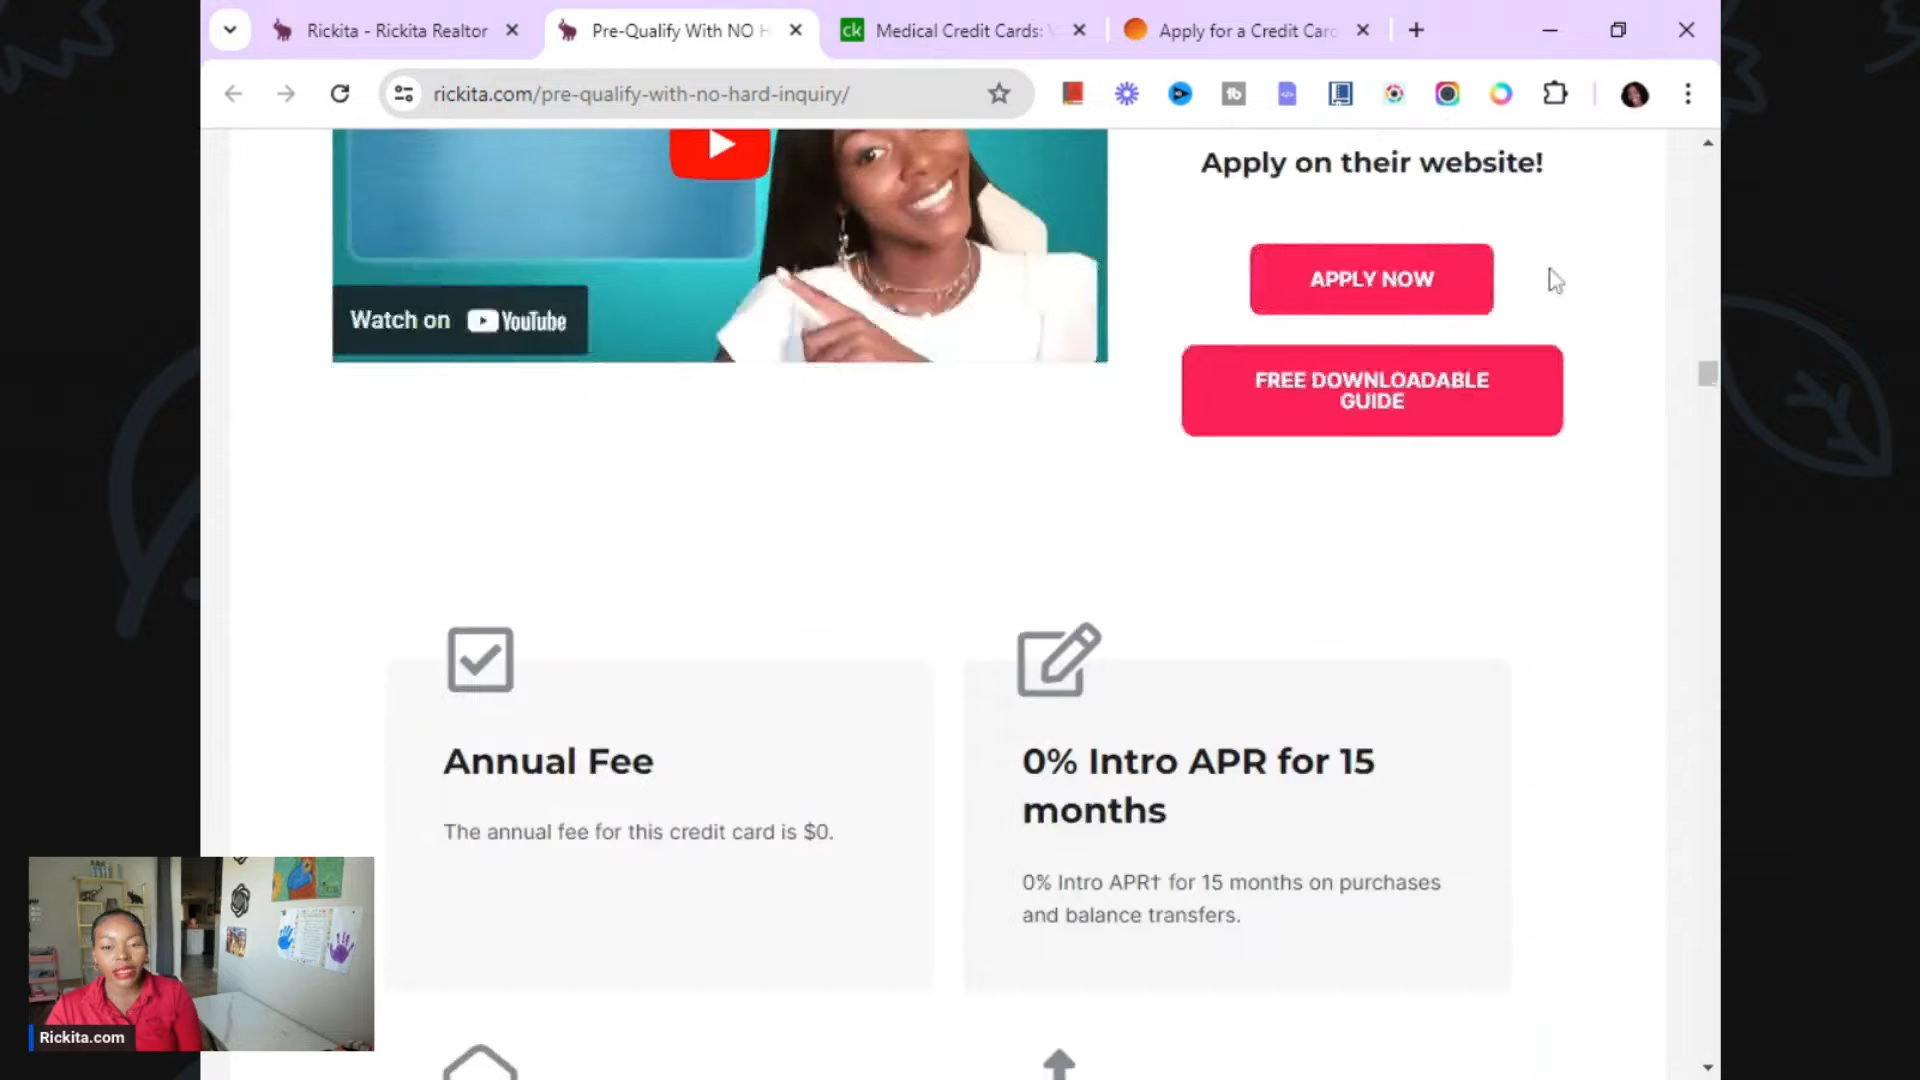 Rickita - Rickita Realtor
Pre-Qualify With NO H
ck
Medical Credit Cards:
Apply for a Credit Car
rickita.com/pre-qualify-with-no-hard-inquiry/
Watch on YouTube
Apply on their website!
APPLY NOW
FREE DOWNLOADABLE
GUIDE
Annual Fee
The annual fee for this credit card is $0.
0% Intro APR for 15
months
0% Intro APR† for 15 months on purchases
and balance transfers.
Rickita.com